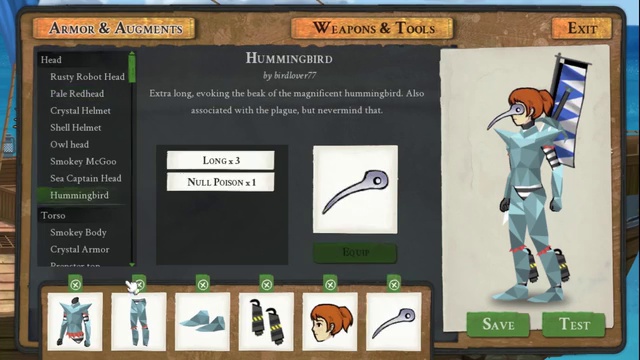 Armor & Augments
Weapons & Tools
Exit
Head
Rusty Robot Head
Pale Redhead
Crystal Helmet
Shell Helmet
Owl head
Smokey McGoo
Sea Captain Head
Hummingbird
Torso
Smokey Body
Crystal Armor
Hummingbird
by birdlover77
Extra long, evoking the beak of the magnificent hummingbird. Also
associated with the plague, but nevermind that.
Long x 3
Null Poison x 1
Equip
Save
Test